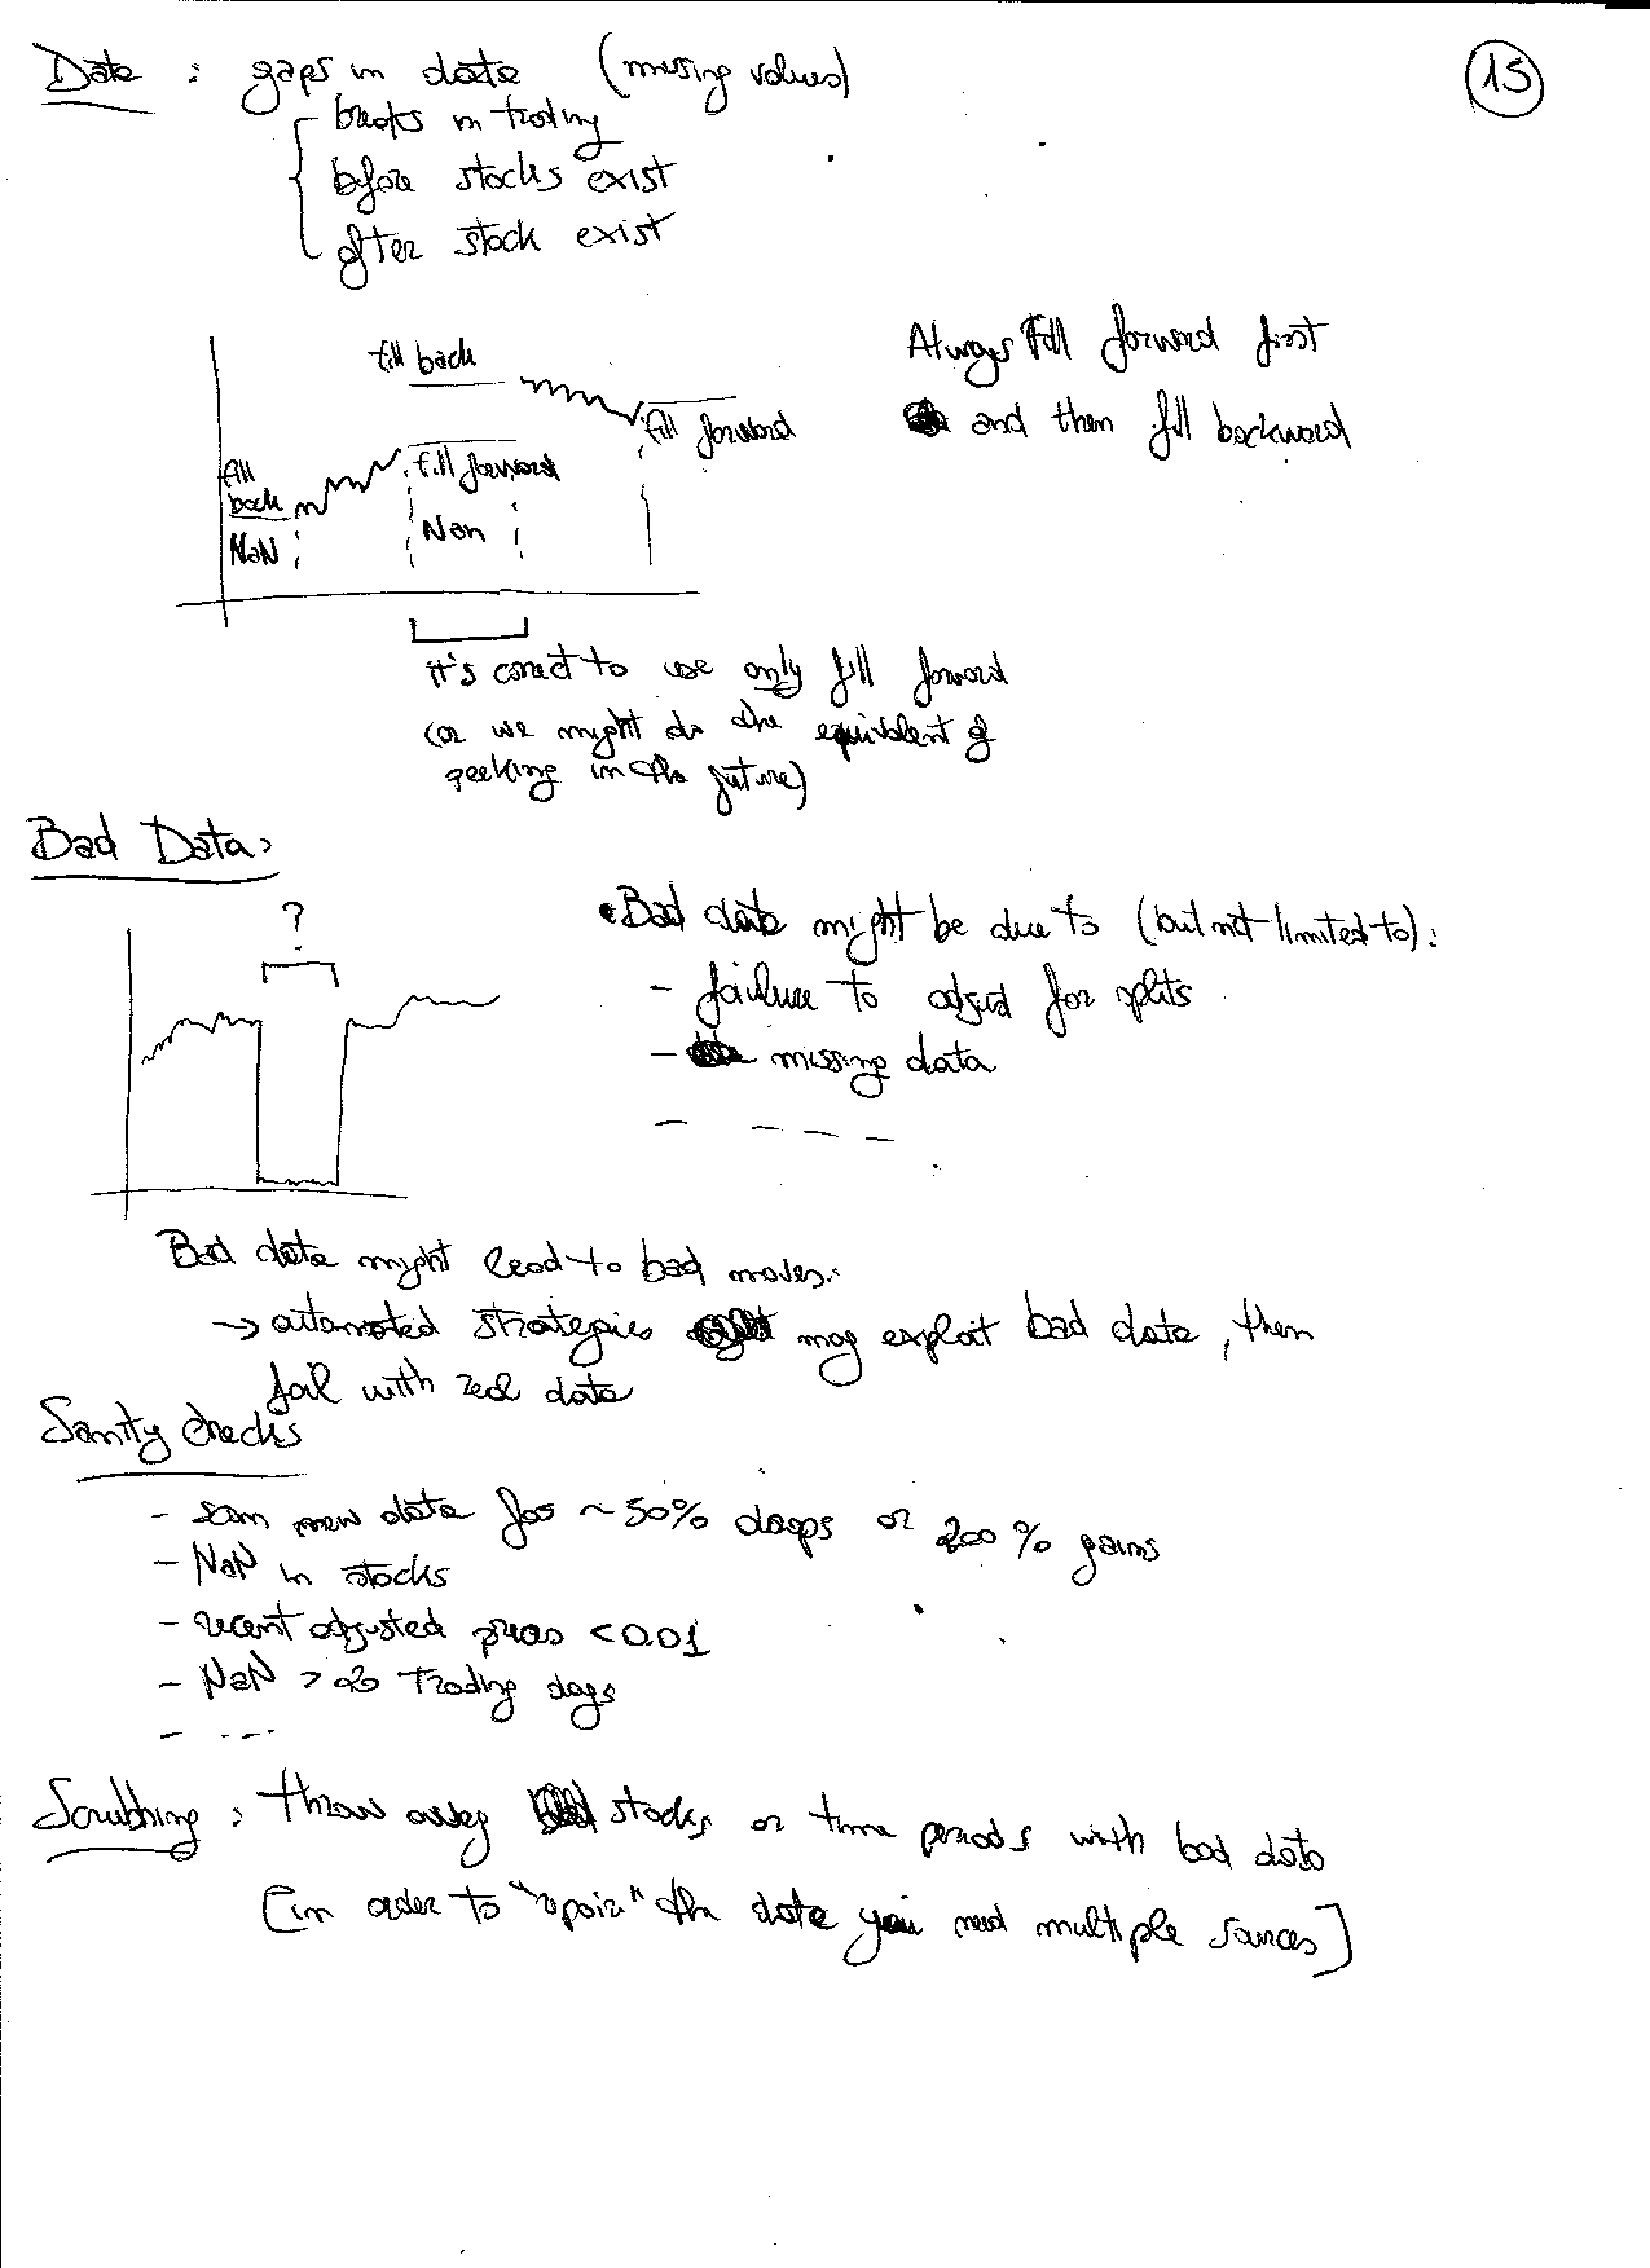 15
Data : gaps in data (missing values)
breaks in trading
before stocks exist
after stock exist
fill back
Always fill forward first
and then fill backward
fill forward
fill forward
fill
back
NaN
Nan
it's correct to use only fill forward
(or we might do the equivalent of
peeking in the future)
Bad Data:
?
• Bad data might be due to (but not limited to):
- failure to adjust for splits
- missing data
- - - -
Bad data might lead to bad moves:
→ automated strategies may exploit bad data, then
fail with real data
Sanity checks
- scan new data for ~50% drops or 200% gains
- NaN in stocks
- recent adjusted prices <0.01
- NaN > 20 trading days
- - - -
Scrubbing : throw away stocks or time periods with bad data
[in order to "repair" the data you need multiple sources]